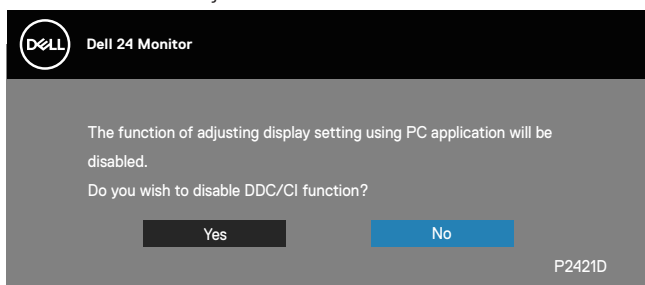 DELL Dell 24 Monitor
The function of adjusting display setting using PC application will be
disabled.
Do you wish to disable DDC/CI function?
Yes No
P2421D